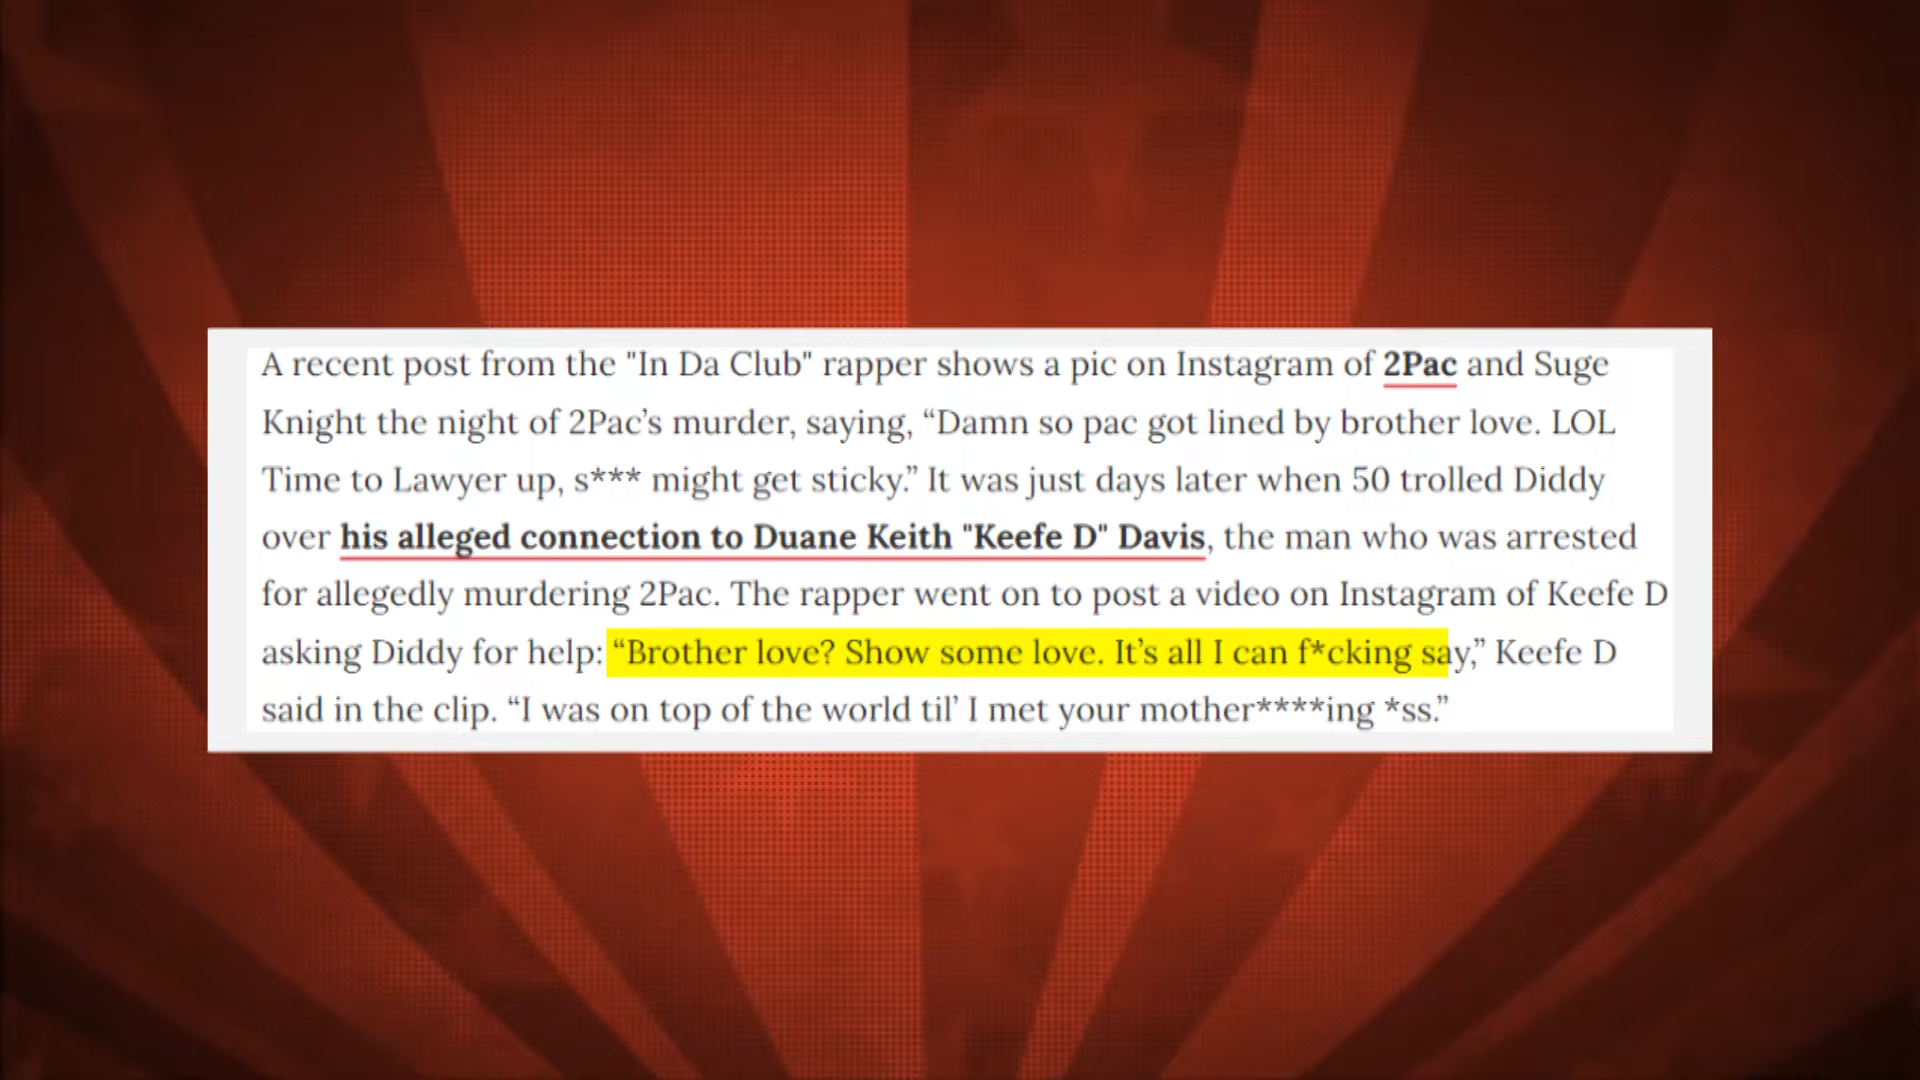 A recent post from the "In Da Club" rapper shows a pic on Instagram of 2Pac and Suge
Knight the night of 2Pac’s murder, saying, “Damn so pac got lined by brother love. LOL
Time to Lawyer up, s*** might get sticky.” It was just days later when 50 trolled Diddy
over his alleged connection to Duane Keith "Keefe D" Davis, the man who was arrested
for allegedly murdering 2Pac. The rapper went on to post a video on Instagram of Keefe D
asking Diddy for help: “Brother love? Show some love. It’s all I can f*cking say,” Keefe D
said in the clip. “I was on top of the world til’ I met your mother****ing *ss.”